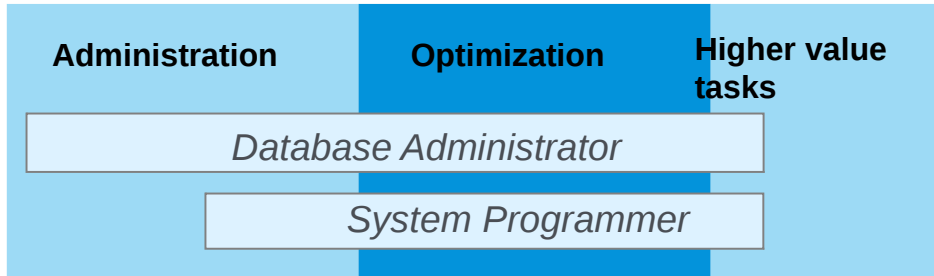 Administration
Optimization
Higher value
tasks
Database Administrator
System Programmer